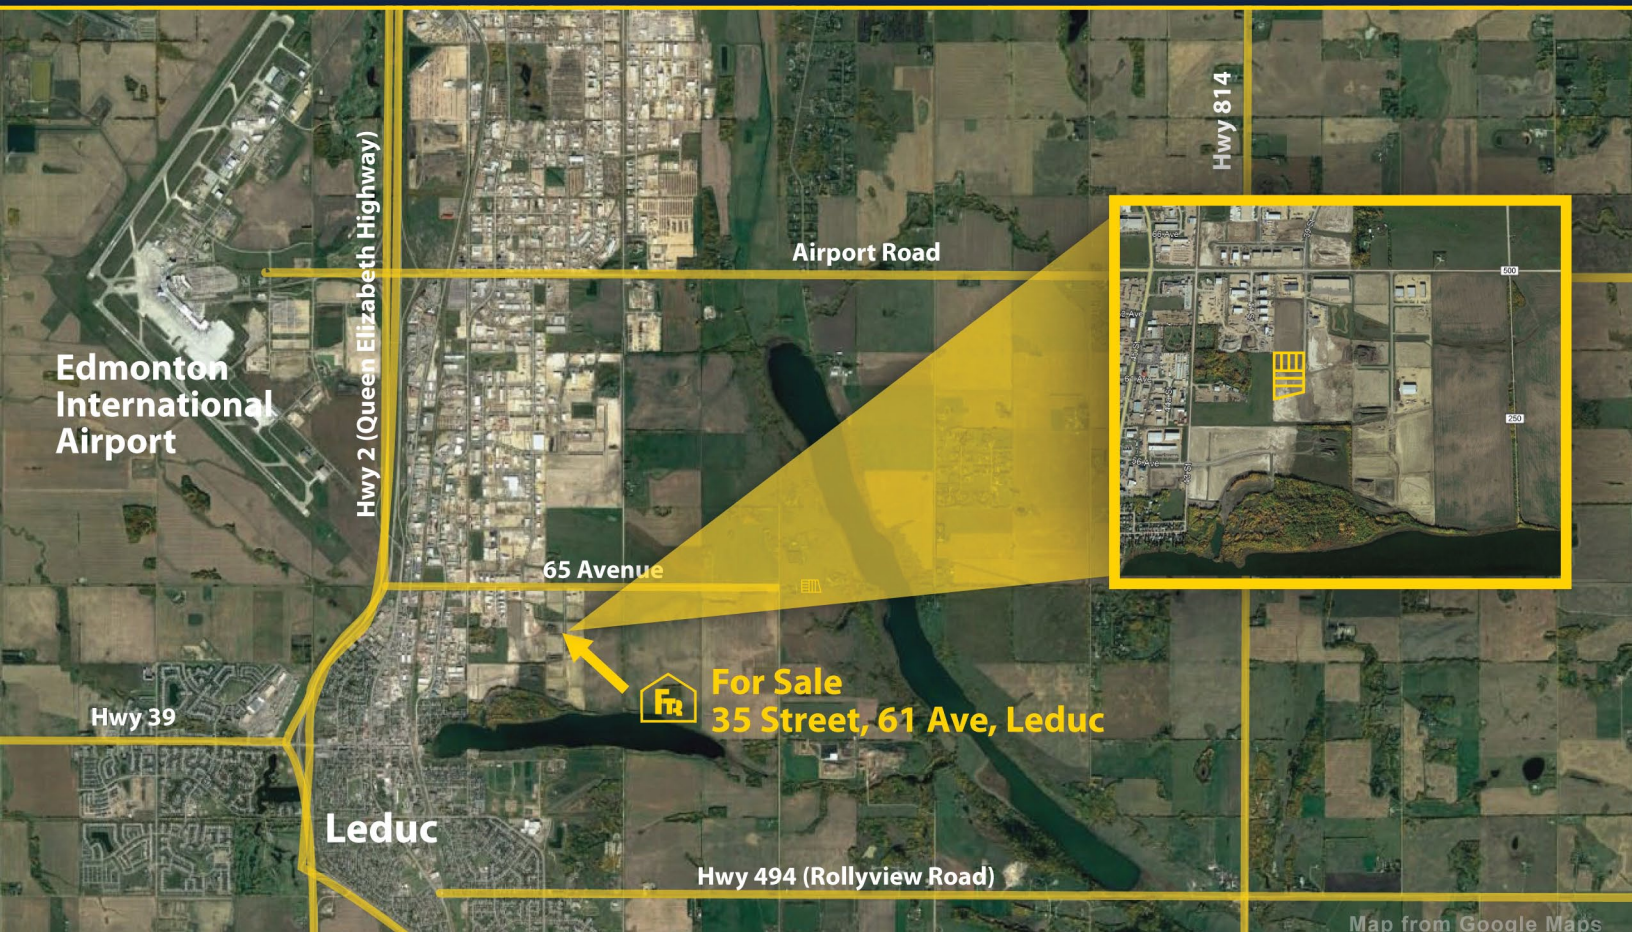 Hwy 814
Hwy 2 (Queen Elizabeth Highway)
Airport Road
Edmonton
International
Airport
500
250
65 Avenue
For Sale
35 Street, 61 Ave, Leduc
FTR
Hwy 39
Leduc
Hwy 494 (Rollyview Road)
Map from Google Maps